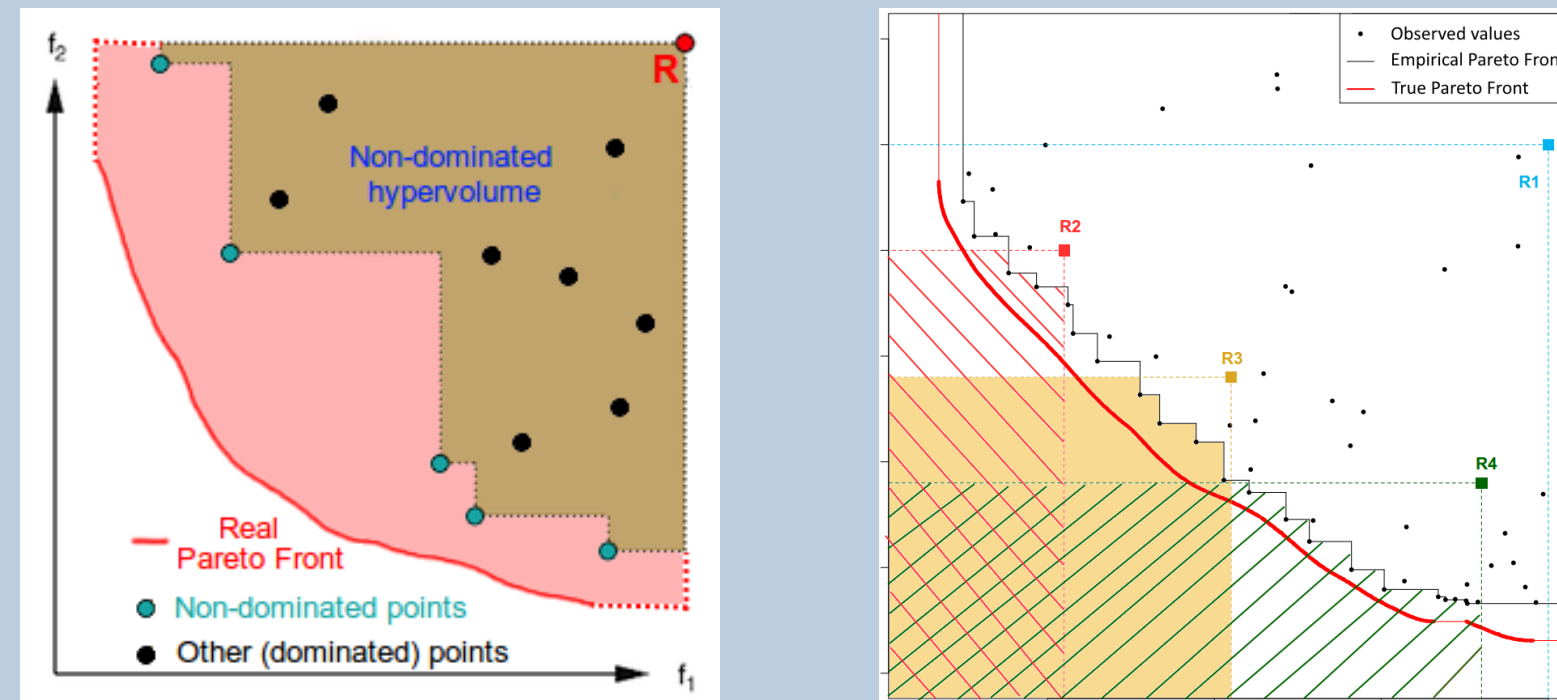 f2
R
Non-dominated
hypervolume
Real
Pareto Front
Non-dominated points
Other (dominated) points
f1
Observed values
Empirical Pareto Fron
True Pareto Front
R1
R2
R3
R4